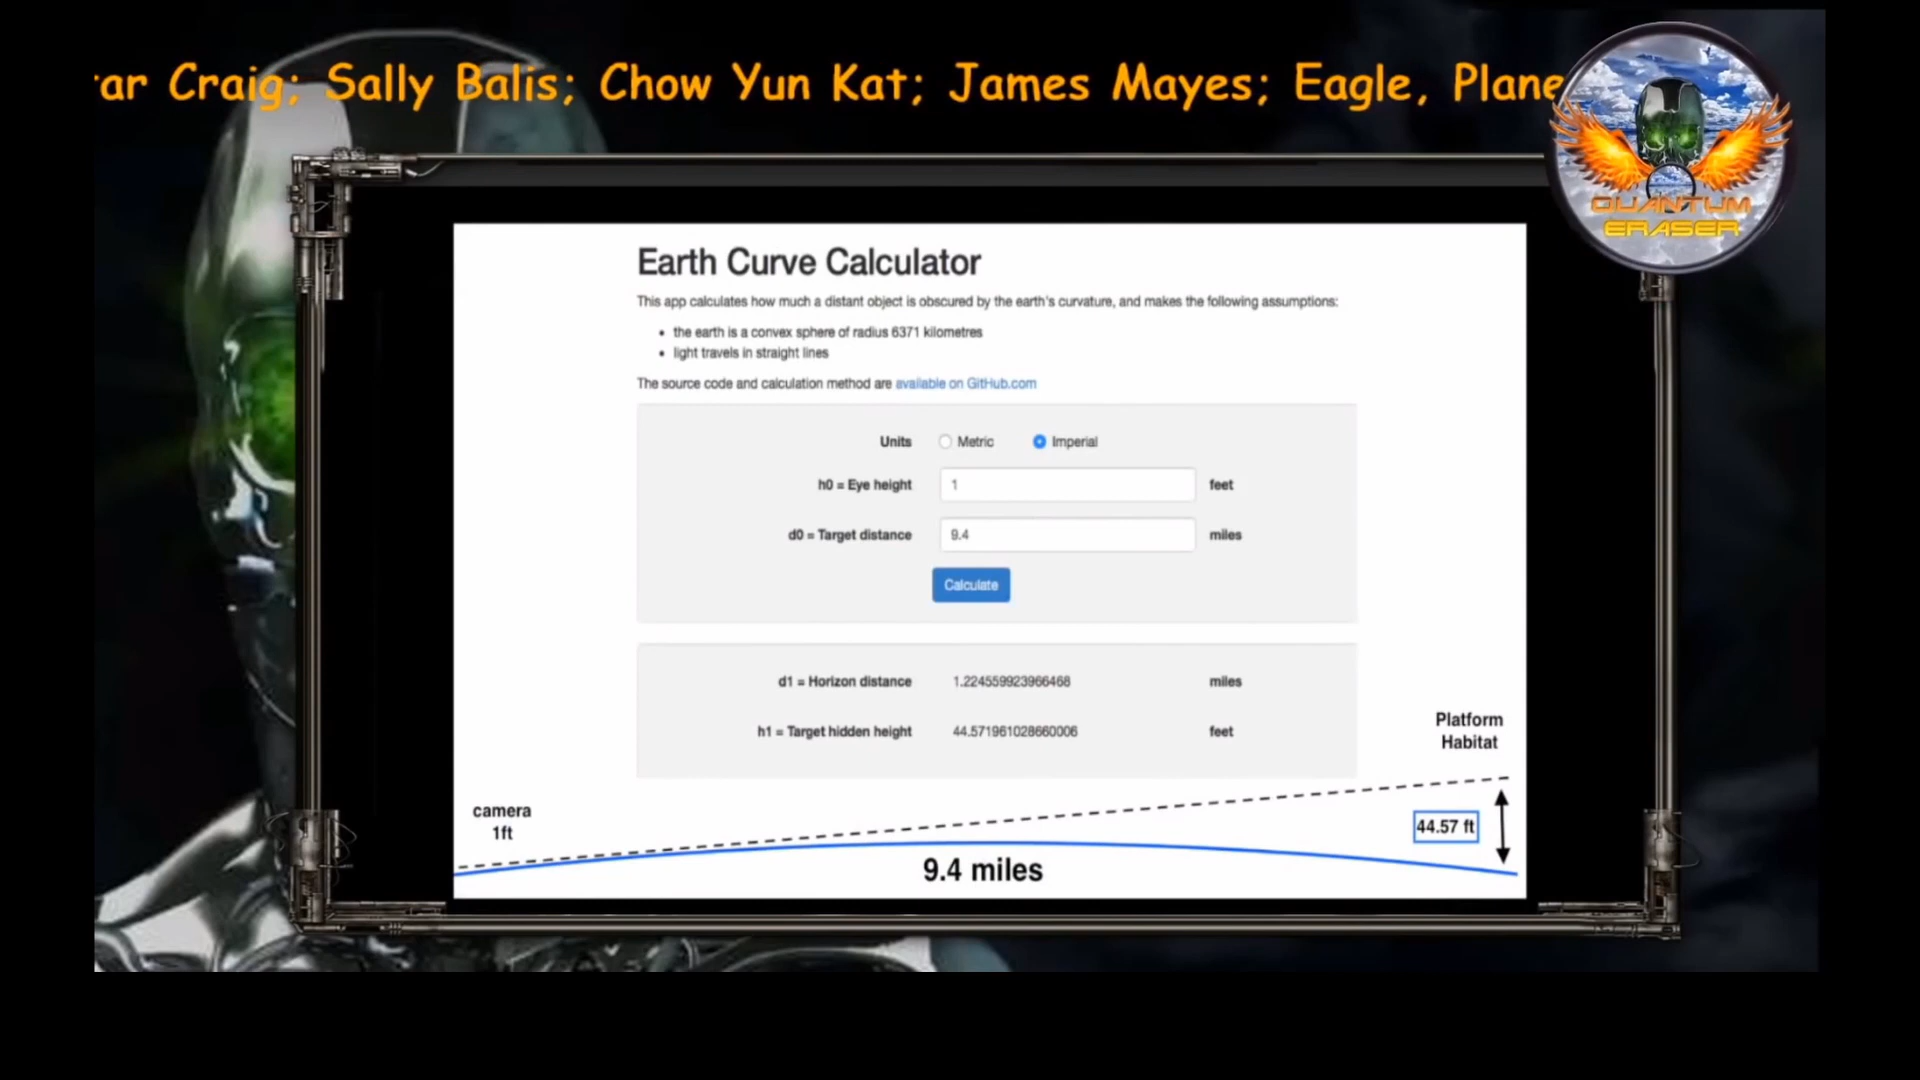 ar Craig; Sally Balis; Chow Yun Kat; James Mayes; Eagle, Plane
QUANTUM
ERASER
Earth Curve Calculator
This app calculates how much a distant object is obscured by the earth's curvature, and makes the following assumptions:
• the earth is a convex sphere of radius 6371 kilometres
• light travels in straight lines
The source code and calculation method are available on GitHub.com
Units Metric Imperial
h0 = Eye height 1 feet
d0 = Target distance 9.4 miles
Calculate
d1 = Horizon distance 1.224559923966468 miles
h1 = Target hidden height 44.571961028660006 feet
Platform
Habitat
camera
1ft
44.57 ft
9.4 miles